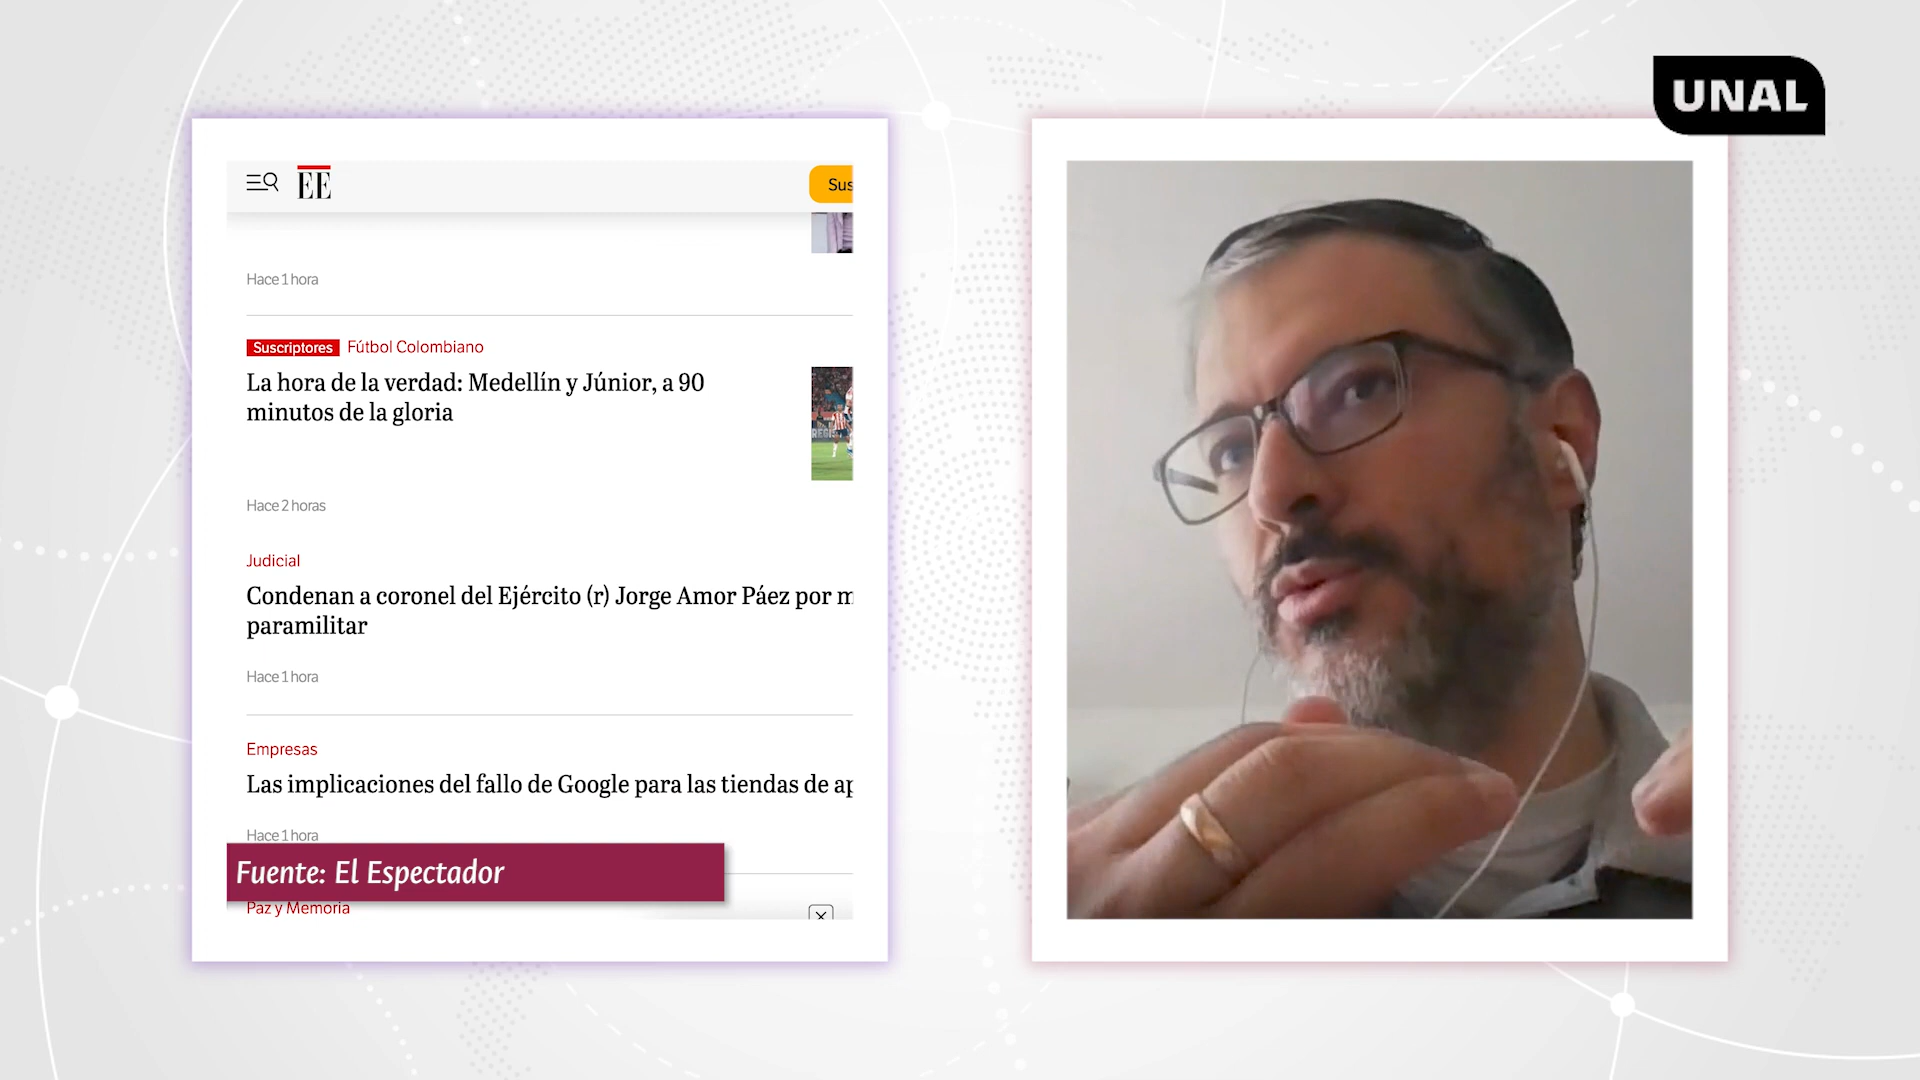 UNAL
EE
Sus
Hace 1 hora
Suscriptores Fútbol Colombiano
La hora de la verdad: Medellín y Júnior, a 90
minutos de la gloria
Hace 2 horas
Judicial
Condenan a coronel del Ejército (r) Jorge Amor Páez por m
paramilitar
Hace 1 hora
Empresas
Las implicaciones del fallo de Google para las tiendas de ap
Hace 1 hora
Fuente: El Espectador
Paz y Memoria